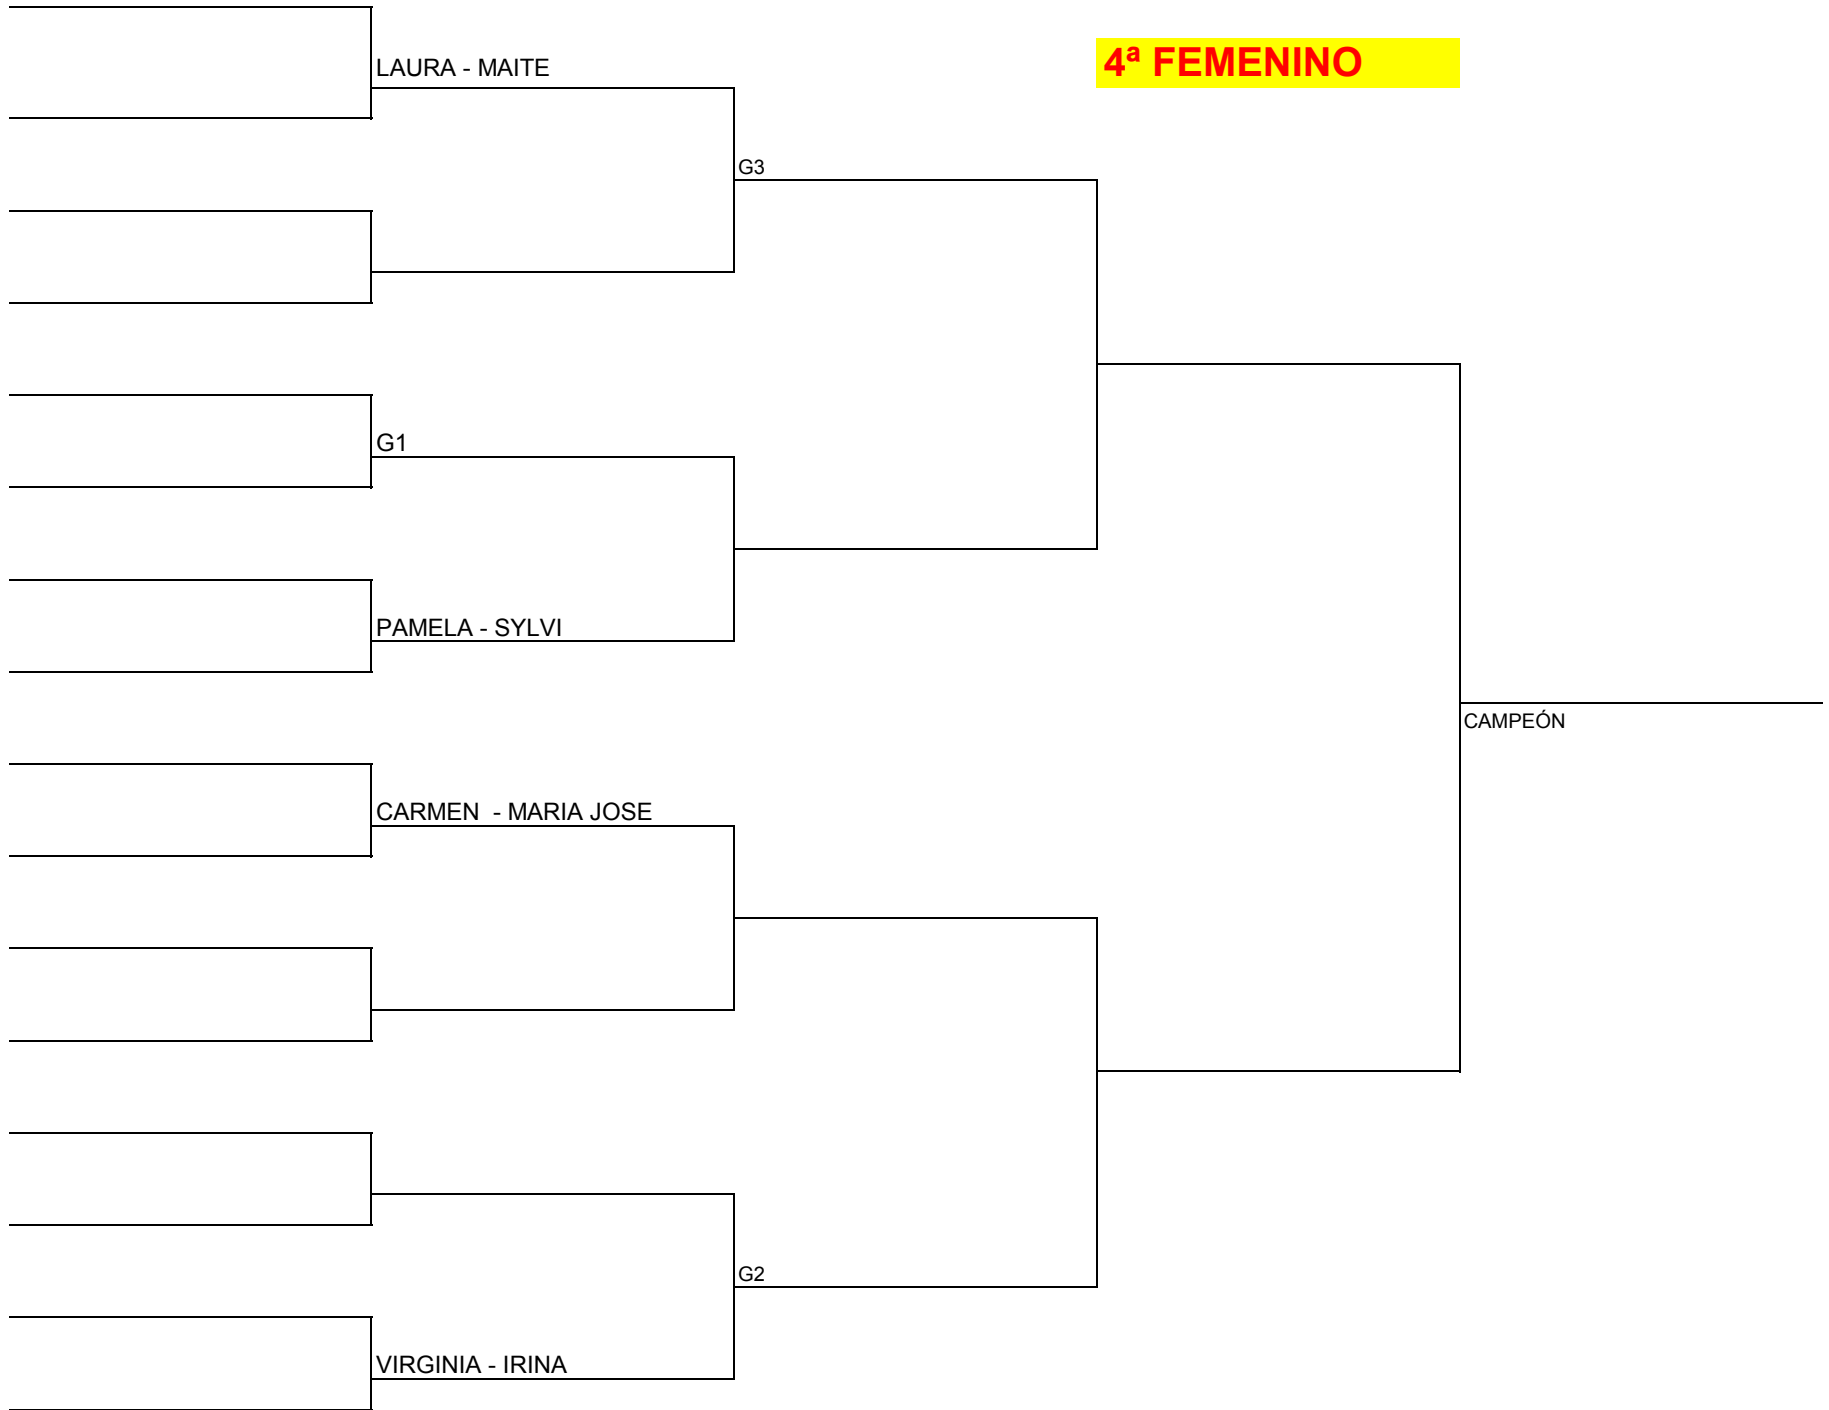 4ª FEMENINO
LAURA - MAITE
G3
G1
PAMELA - SYLVI
CAMPEÓN
CARMEN  - MARIA JOSE
G2
VIRGINIA - IRINA